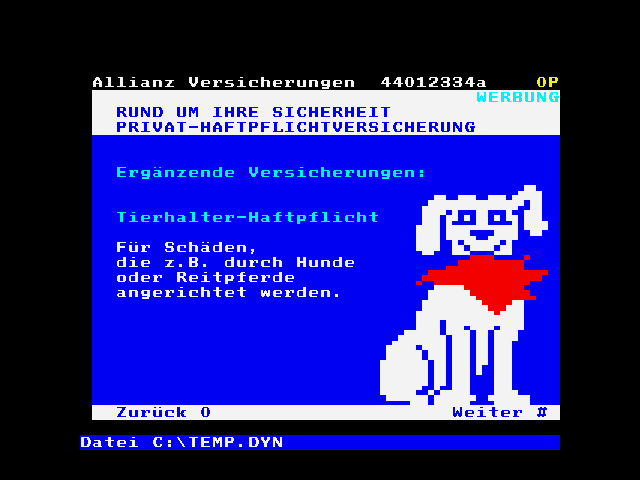 Allianz Versicherungen 44012334a 0P
WERBUNG
RUND UM IHRE SICHERHEIT
PRIVAT-HAFTPFLICHTVERSICHERUNG
Ergänzende Versicherungen:
Tierhalter-Haftpflicht
Für Schäden,
die z.B. durch Hunde
oder Reitpferde
angerichtet werden.
Zurück 0 Weiter #
Datei C:\TEMP.DYN